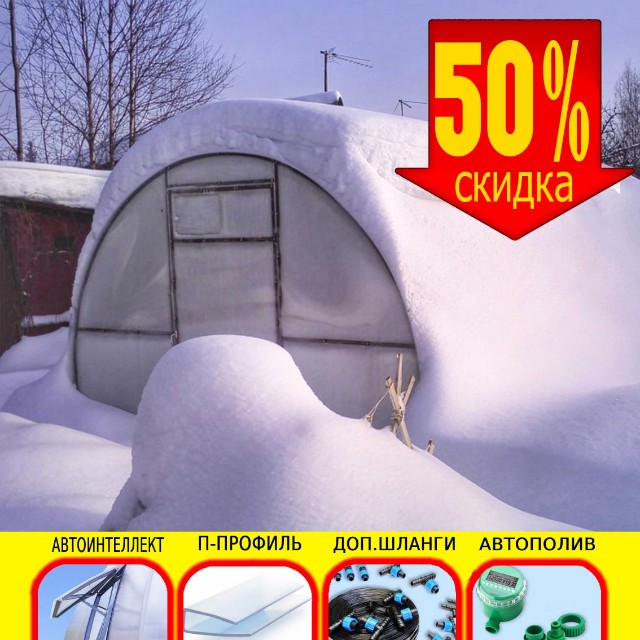 50%
скидка
АВТОИНТЕЛЛЕКТ
П-ПРОФИЛЬ
ДОП.ШЛАНГИ
АВТОПОЛИВ